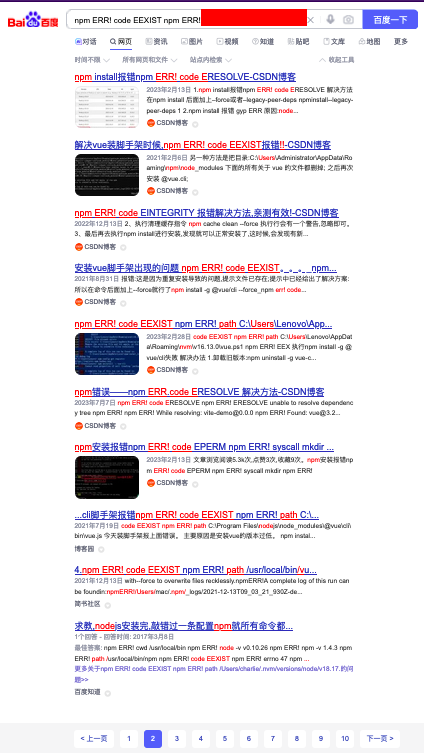 Bai du 百度 npm ERR! code EEXIST npm ERR! 百度一下
对话 网页 资讯 图片 视频 知道 贴吧 文库 地图 更多
时间不限 所有网页和文件 站点内检索 收起工具
npm install报错npm ERR! code ERESOLVE-CSDN博客
2023年2月13日 1.npm install报错npm ERR! code ERESOLVE 解决方法
在npm install 后面加上--force或者--legacy-peer-deps npminstall--legacy-
peer-deps 1 2.npm install 报错 gyp ERR 原因:node...
CSDN博客
解决vue装脚手架时候,npm ERR! code EEXIST报错!!-CSDN博客
2021年2月6日 另一种方法是把目录:C:\Users\Administrator\AppData\Ro
aming\npm\node_modules 下面的所有关于 vue 的文件都删掉; 之后再次
安装 @vue.cli;
CSDN博客
npm ERR! code EINTEGRITY 报错解决方法,亲测有效!-CSDN博客
2022年12月13日 2、执行清理缓存指令 npm cache clean --force 执行行会有一个警告,忽略即可。
3、最后再去执行npm install进行安装,发现就可以正常安装了,这时候,会发现有新...
CSDN博客
安装vue脚手架出现的问题 npm ERR! code EEXIST。。。 npm...
2021年8月31日 报错:这是因为重复安装导致的问题,提示文件已存在;提示中已经给出了解决方案:
所以在命令后面加上--force就行了npm install -g @vue/cli --force_npm err! code...
CSDN博客
npm ERR! code EEXIST npm ERR! path C:\Users\Lenovo\App...
2023年2月28日 code EEXIST npm ERR! path C:\Users\Lenovo\AppDat
a\Roaming\nvm\v16.13.0\vue.ps1 npm ERR! EEX 执行npm install -g @
vue/cli失败 解决办法 1.卸载旧版本:npm uninstall -g vue-c...
CSDN博客
npm错误——npm ERR.code ERESOLVE 解决方法-CSDN博客
2023年7月7日 npm ERR! code ERESOLVE npm ERR! ERESOLVE unable to resolve dependenc
y tree npm ERR! npm ERR! While resolving: vite-demo@0.0.0 npm ERR! Found: vue@3.2...
CSDN博客
npm安装报错npm ERR! code EPERM npm ERR! syscall mkdir ...
2023年2月13日 文章浏览阅读5.3k次,点赞3次,收藏9次。npm安装报错np
m ERR! code EPERM npm ERR! syscall mkdir npm ERR!
CSDN博客
...cli脚手架报错npm ERR! code EEXIST npm ERR! path C:\...
2021年7月19日 code EEXIST npm ERR! path C:\Program Files\nodejs\node_modules\@vue\cli\
bin\vue.js 今天装脚手架报上面错误。 主要原因是安装vue的版本过低。 npm instal...
博客园
4.npm ERR! code EEXIST npm ERR! path /usr/local/bin/vu...
2021年12月13日 with--force to overwrite files recklessly.npmERR!A complete log of this run can
be foundin:npmERR!/Users/mac/.npm/_logs/2021-12-13T09_03_21_930Z-de...
简书社区
求教,nodejs安装完,敲错过一条配置npm就所有命令都...
1个回答 - 回答时间: 2017年3月8日
最佳答案: npm ERR! cwd /usr/local/bin npm ERR! node -v v0.10.26 npm ERR! npm -v 1.4.3 npm
ERR! path /usr/local/bin/npm npm ERR! code EEXIST npm ERR! errno 47 npm ...
更多关于npm ERR! code EEXIST npm ERR! path /Users/charlie/.nvm/versions/node/v18.17.的问
题>>
百度知道
< 上一页 1 2 3 4 5 6 7 8 9 10 下一页 >